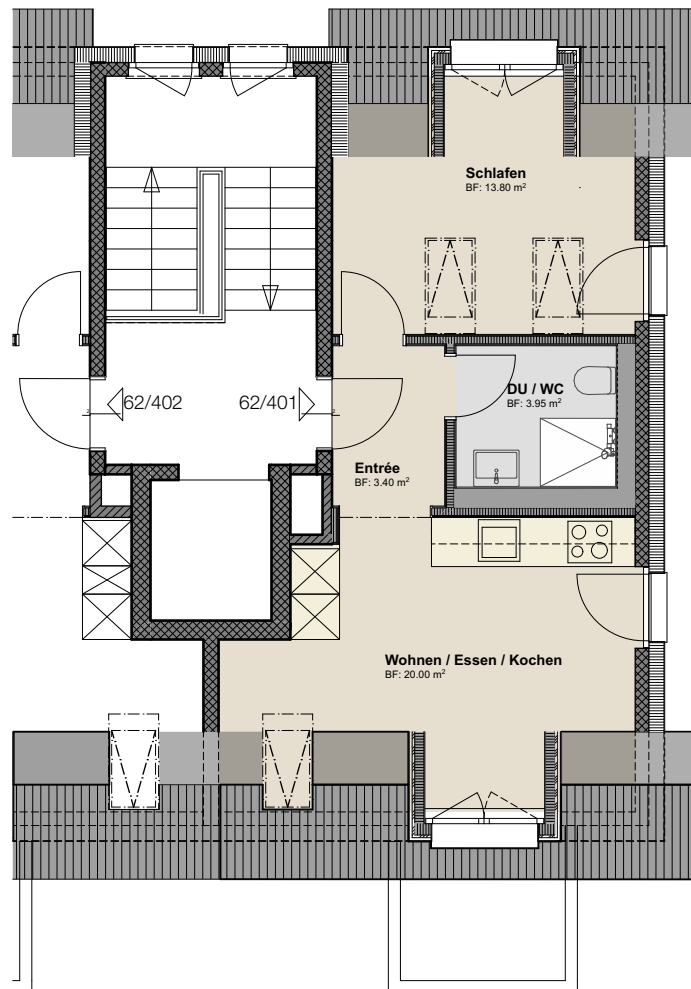 Schlafen
BF: 13.80 m²
62/402
62/401
DU / WC
BF: 3.95 m²
Entrée
BF: 3.40 m²
Wohnen / Essen / Kochen
BF: 20.00 m²